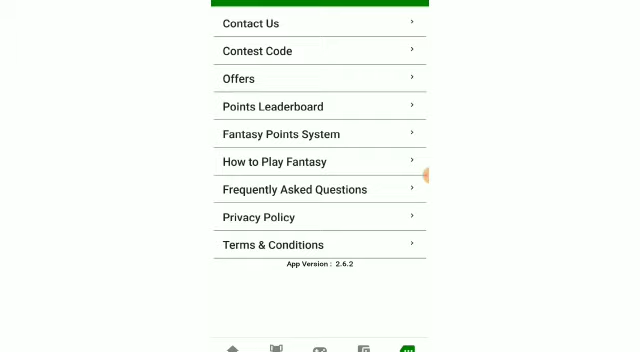 Contact Us
Contest Code
Offers
Points Leaderboard
Fantasy Points System
How to Play Fantasy
Frequently Asked Questions
Privacy Policy
Terms & Conditions
App Version : 2.6.2